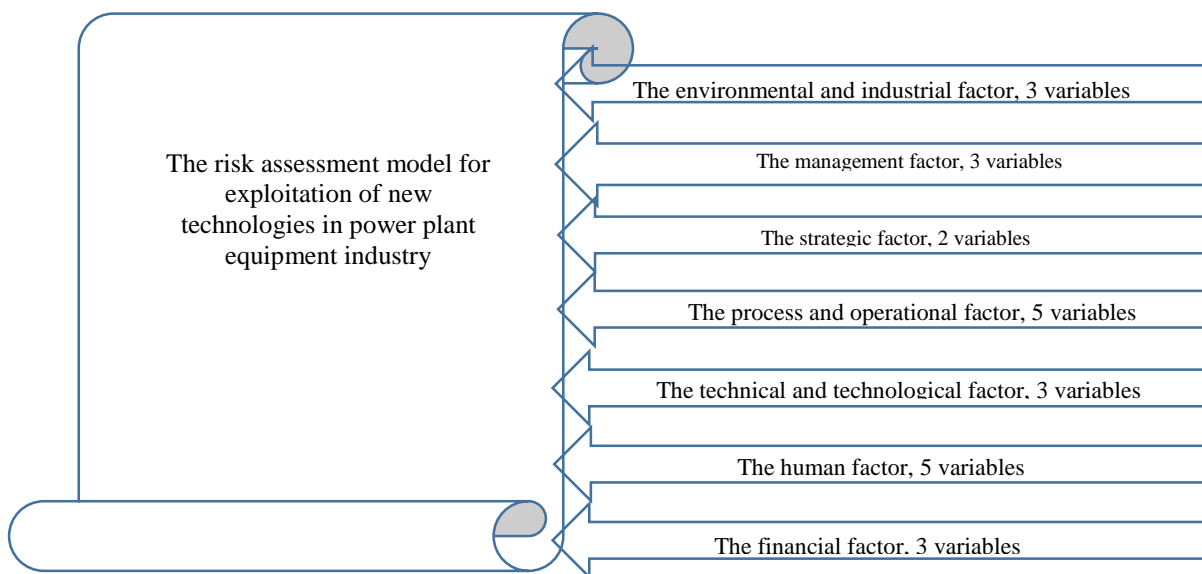 The risk assessment model for
exploitation of new
technologies in power plant
equipment industry
The environmental and industrial factor, 3 variables
The management factor, 3 variables
The strategic factor, 2 variables
The process and operational factor, 5 variables
The technical and technological factor, 3 variables
The human factor, 5 variables
The financial factor, 3 variables